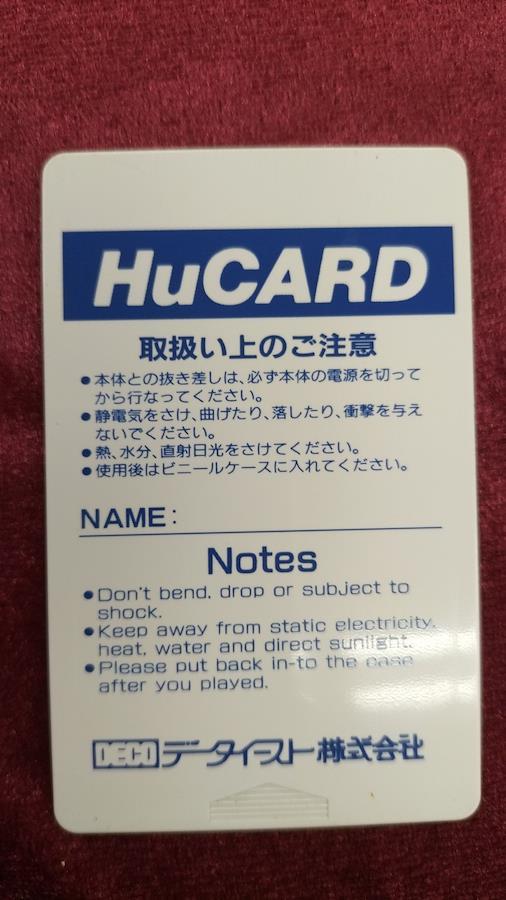 HuCARD
取扱い上のご注意
●本体との抜き差しは、必ず本体の電源を切って
から行なってください。
●静電気をさけ、曲げたり、落したり、衝撃を与え
ないでください。
●熱、水分、直射日光をさけてください。
●使用後はビニールケースに入れてください。
NAME:
Notes
●Don't bend, drop or subject to
shock.
●Keep away from static electricity,
heat, water and direct sunlight.
●Please put back in-to the case
after you played.
DECO データイースト株式会社